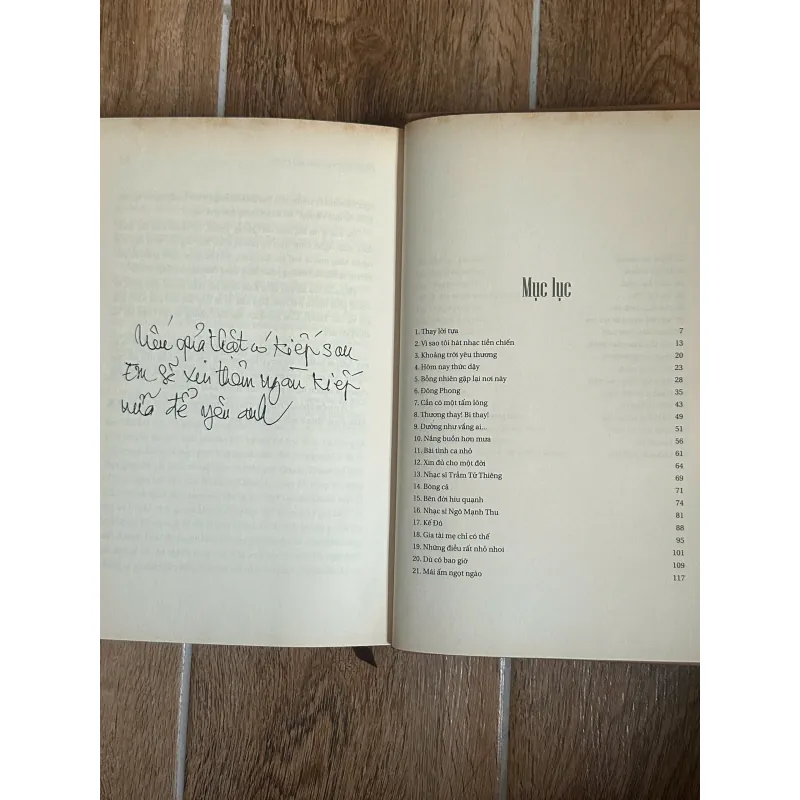 Nếu quả thật có kiếp sau
Em sẽ xin thêm ngàn kiếp
nữa để yêu anh
Mục lục
1. Thay lời tựa 7
2. Vì sao tôi hát nhạc tiền chiến 13
3. Khoảng trời yêu thương 20
4. Hôm nay thức dậy 23
5. Bỗng nhiên gặp lại nơi này 28
6. Đông Phong 35
7. Cần có một tấm lòng 43
8. Thương thay! Bi thay! 49
9. Dường như vắng ai... 51
10. Nắng buồn hơn mưa 56
11. Bài tình ca nhỏ 61
12. Xin đủ cho một đời 64
13. Nhạc sĩ Trầm Tử Thiêng 69
14. Bóng cả 71
15. Bên đời hiu quạnh 74
16. Nhạc sĩ Ngô Mạnh Thu 81
17. Kẻ Đô 88
18. Gia tài mẹ chỉ có thế 95
19. Những điều rất nhỏ nhoi 101
20. Dù có bao giờ 109
21. Mái ấm ngọt ngào 117